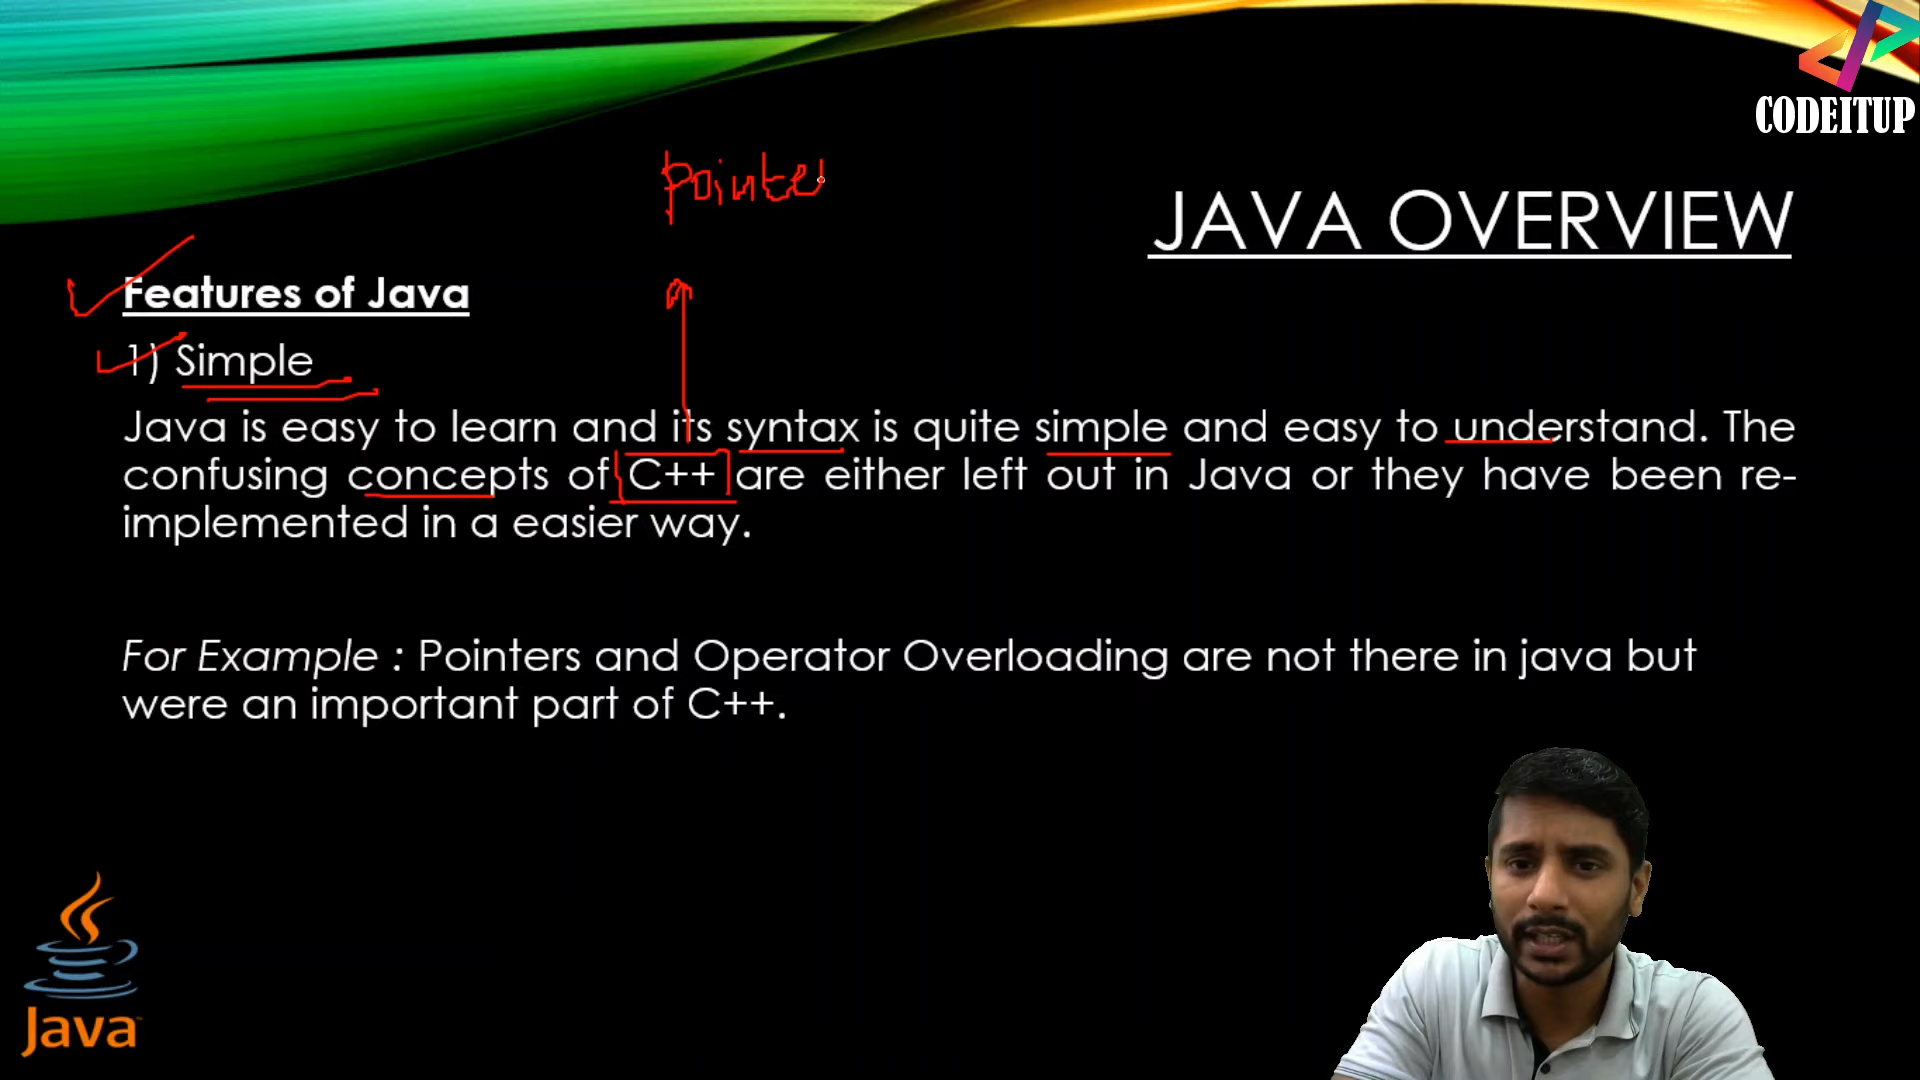 CODEITUP
pointer
JAVA OVERVIEW
Features of Java
1) Simple
Java is easy to learn and its syntax is quite simple and easy to understand. The
confusing concepts of C++ are either left out in Java or they have been re-
implemented in a easier way.
For Example : Pointers and Operator Overloading are not there in java but
were an important part of C++.
Java